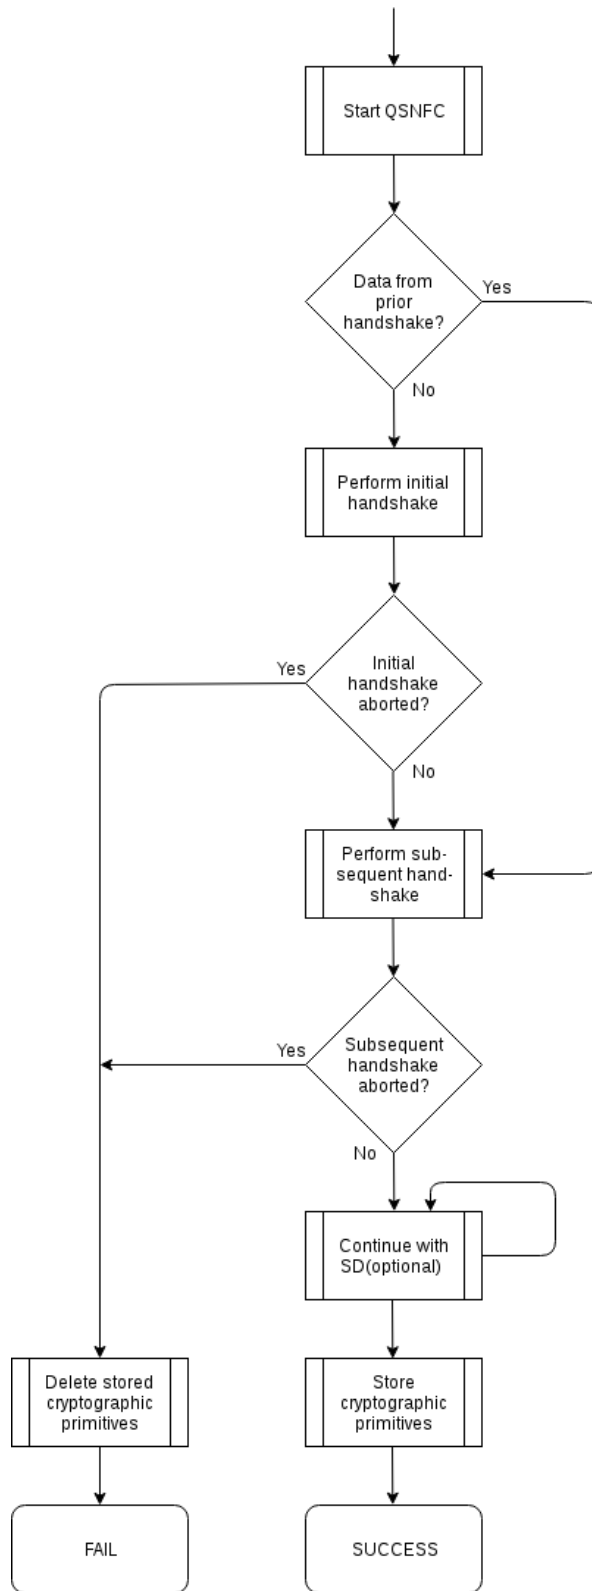 Start QSNFC
Data from
prior
handshake?
Yes
No
Perform initial
handshake
Yes
Initial
handshake
aborted?
No
Perform sub-
sequent hand-
shake
Yes
Subsequent
handshake
aborted?
No
Continue with
SD(optional)
Delete stored
cryptographic
primitives
Store
cryptographic
primitives
FAIL
SUCCESS